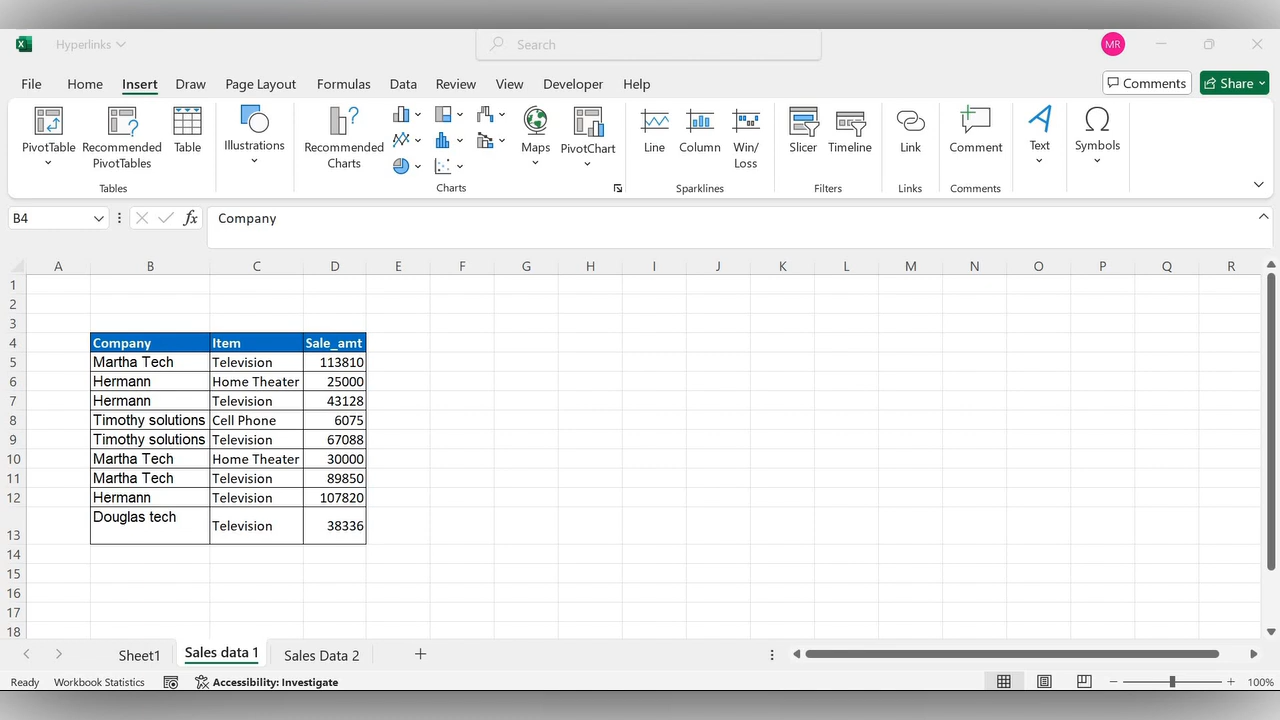 Hyperlinks
Search
MR
File Home Insert Draw Page Layout Formulas Data Review View Developer Help
Comments
Share
PivotTable
Recommended
PivotTables
Table
Illustrations
Recommended
Charts
Maps
PivotChart
Line
Column
Win/
Loss
Slicer
Timeline
Link
Comment
Text
Symbols
Tables
Charts
Sparklines
Filters
Links
Comments
B4
fx
Company
A B C D E F G H I J K L M N O P Q R
1
2
3
4 Company Item Sale_amt
5 Martha Tech Television 113810
6 Hermann Home Theater 25000
7 Hermann Television 43128
8 Timothy solutions Cell Phone 6075
9 Timothy solutions Television 67088
10 Martha Tech Home Theater 30000
11 Martha Tech Television 89850
12 Hermann Television 107820
13 Douglas tech Television 38336
14
15
16
17
18
Sheet1 Sales data 1 Sales Data 2
Ready Workbook Statistics Accessibility: Investigate 100%